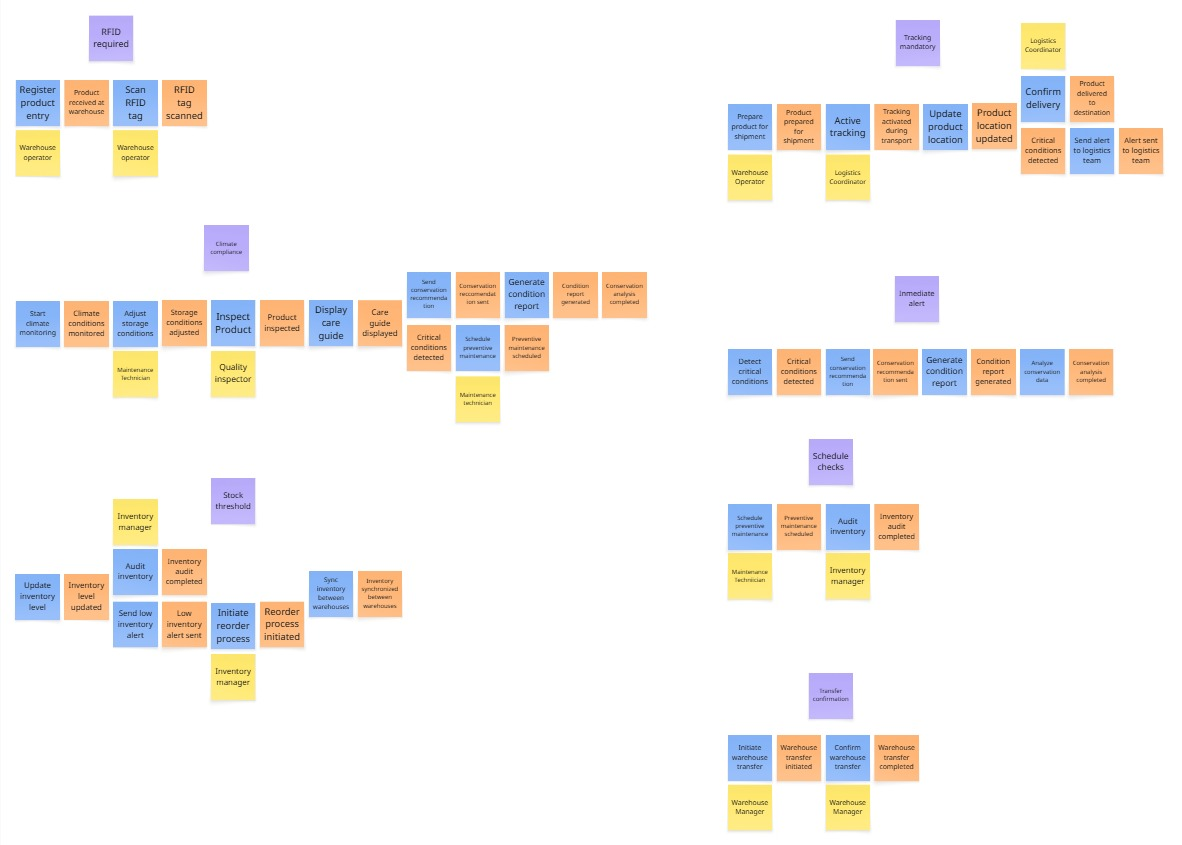 RFID
required
Register
product
entry
Product
received at
warehouse
Scan
RFID
tag
RFID
tag
scanned
Warehouse
operator
Warehouse
operator
Climate
compliance
Start
climate
monitoring
Climate
conditions
monitored
Adjust
storage
conditions
Storage
conditions
adjusted
Inspect
Product
Product
inspected
Display
care
guide
Care
guide
displayed
Send
conservation
recommenda
tion
Conservation
reccomendat
ion sent
Generate
condition
report
Condition
report
generated
Conservation
analysis
completed
Critical
conditions
detected
Schedule
preventive
maintenance
Preventive
maintenance
scheduled
Maintenance
technician
Quality
inspector
Maintenance
technician
Stock
threshold
Inventory
manager
Audit
inventory
Inventory
audit
completed
Update
inventory
level
Inventory
level
updated
Send low
inventory
alert
Low
inventory
alert sent
Initiate
reorder
process
Reorder
process
initiated
Sync
inventory
between
warehouses
Inventory
synchronized
between
warehouses
Inventory
manager
Tracking
mandatory
Logistics
Coordinator
Confirm
delivery
Product
delivered
to
destination
Prepare
product for
shipment
Product
prepared
for
shipment
Active
tracking
Tracking
activated
during
transport
Update
product
location
Product
location
updated
Critical
conditions
detected
Send alert
to logistics
team
Alert sent
to logistics
team
Warehouse
Operator
Logistics
Coordinator
Inmediate
alert
Detect
critical
conditions
Critical
conditions
detected
Send
conservation
recommenda
tion
Conservation
recommenda
tion sent
Generate
condition
report
Condition
report
generated
Analyze
conservation
data
Conservation
analysis
completed
Schedule
checks
Schedule
preventive
maintenance
Preventive
maintenance
scheduled
Audit
inventory
Inventory
audit
completed
Maintenance
Technician
Inventory
manager
Transfer
confirmation
Initiate
warehouse
transfer
Warehouse
transfer
initiated
Confirm
warehouse
transfer
Warehouse
transfer
completed
Warehouse
Manager
Warehouse
Manager